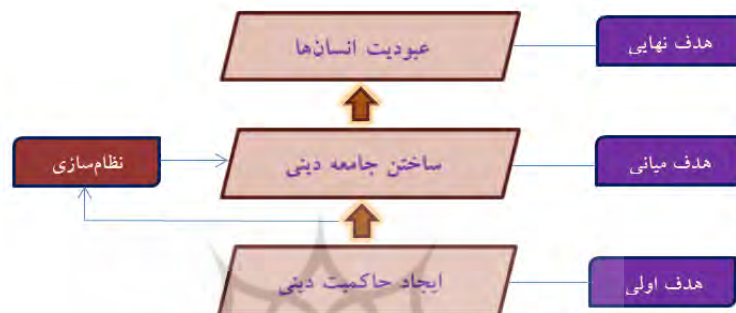 هدف نهایی
عبودیت انسان‌ها
هدف میانی
ساختن جامعه دینی
نظام‌سازی
هدف اولی
ایجاد حاکمیت دینی